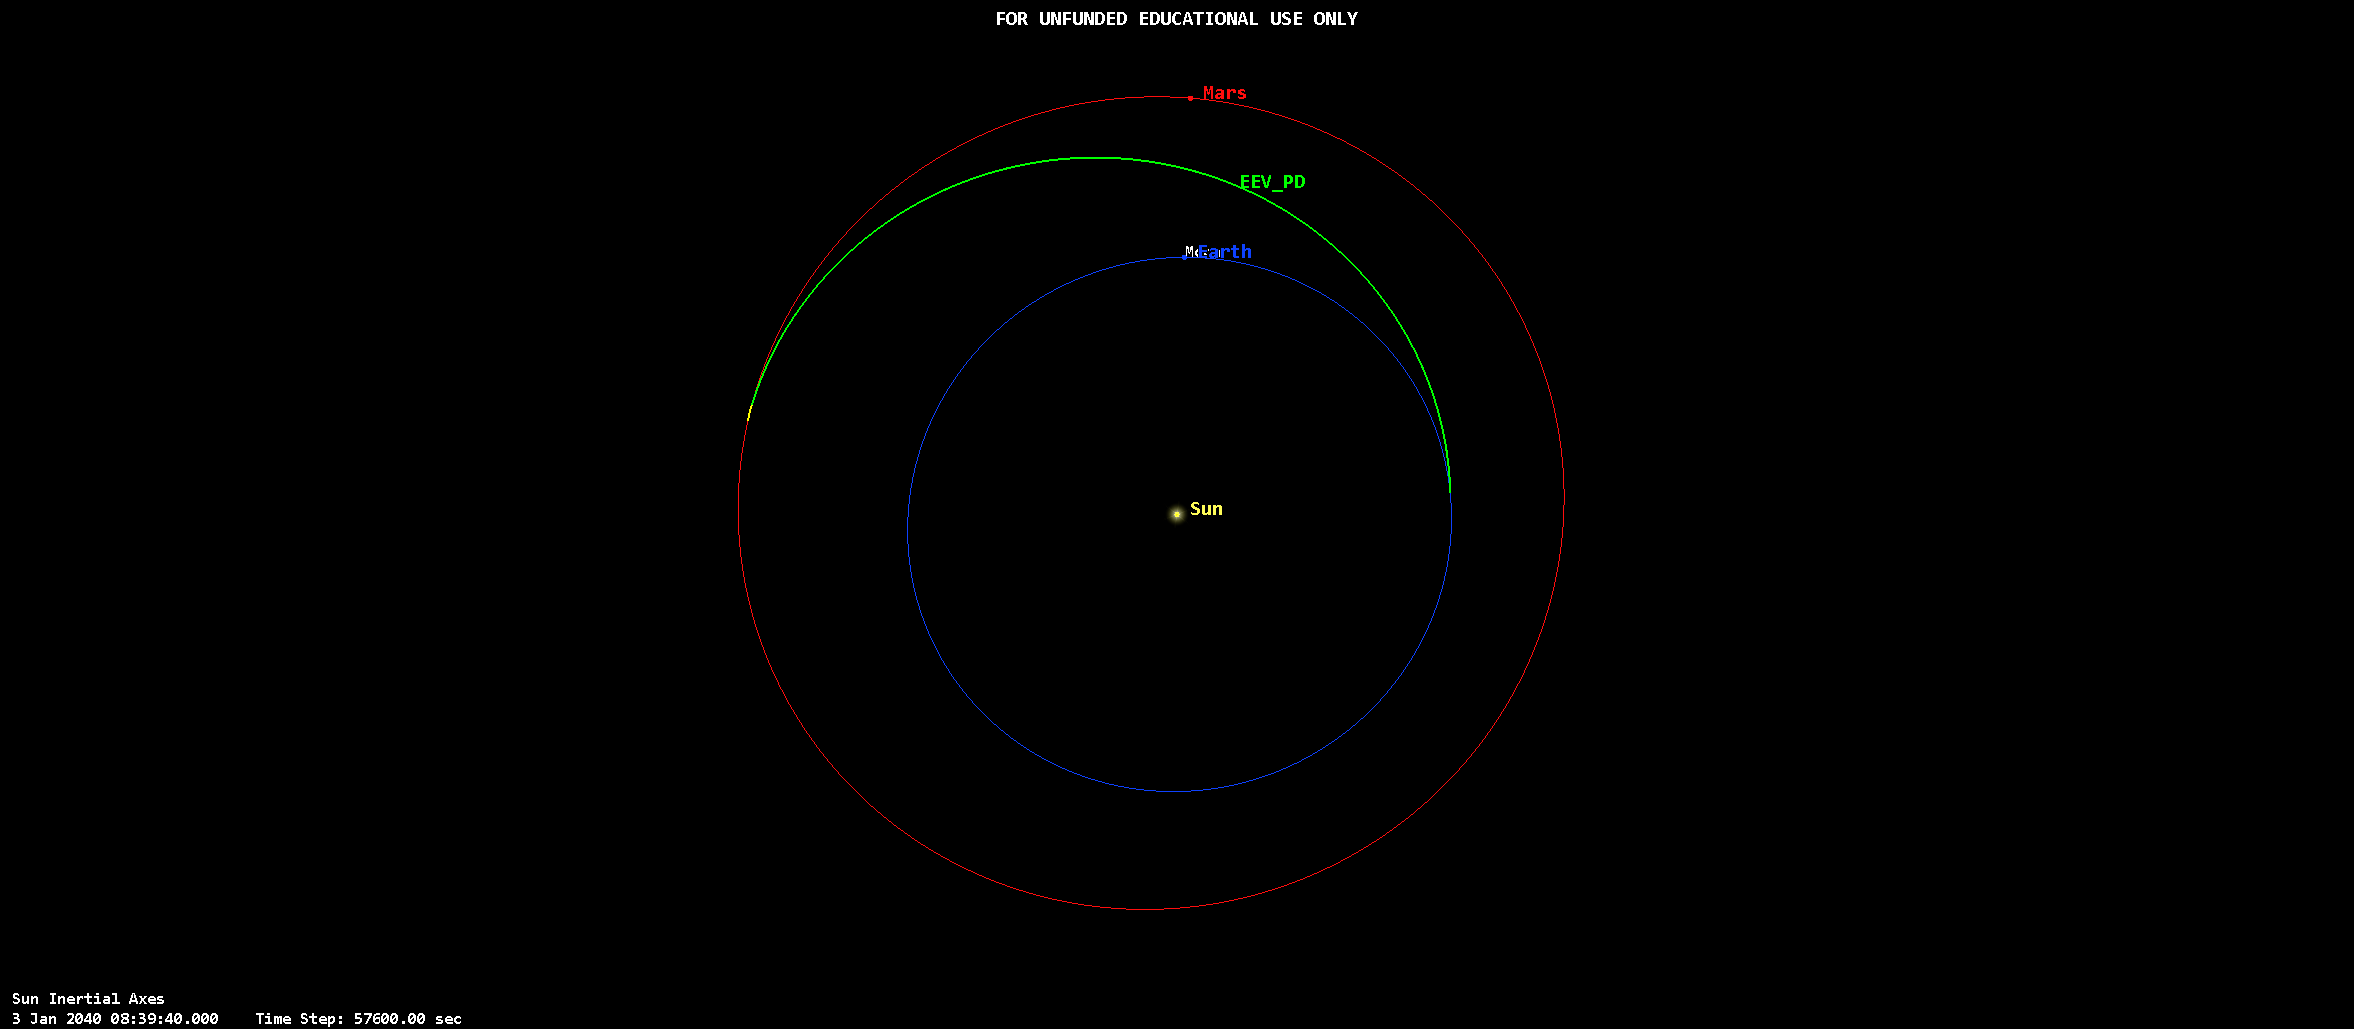 FOR UNFUNDED EDUCATIONAL USE ONLY
Mars
EEV_PD
Earth
Sun
Sun Inertial Axes
3 Jan 2040 08:39:40.000    Time Step: 57600.00 sec